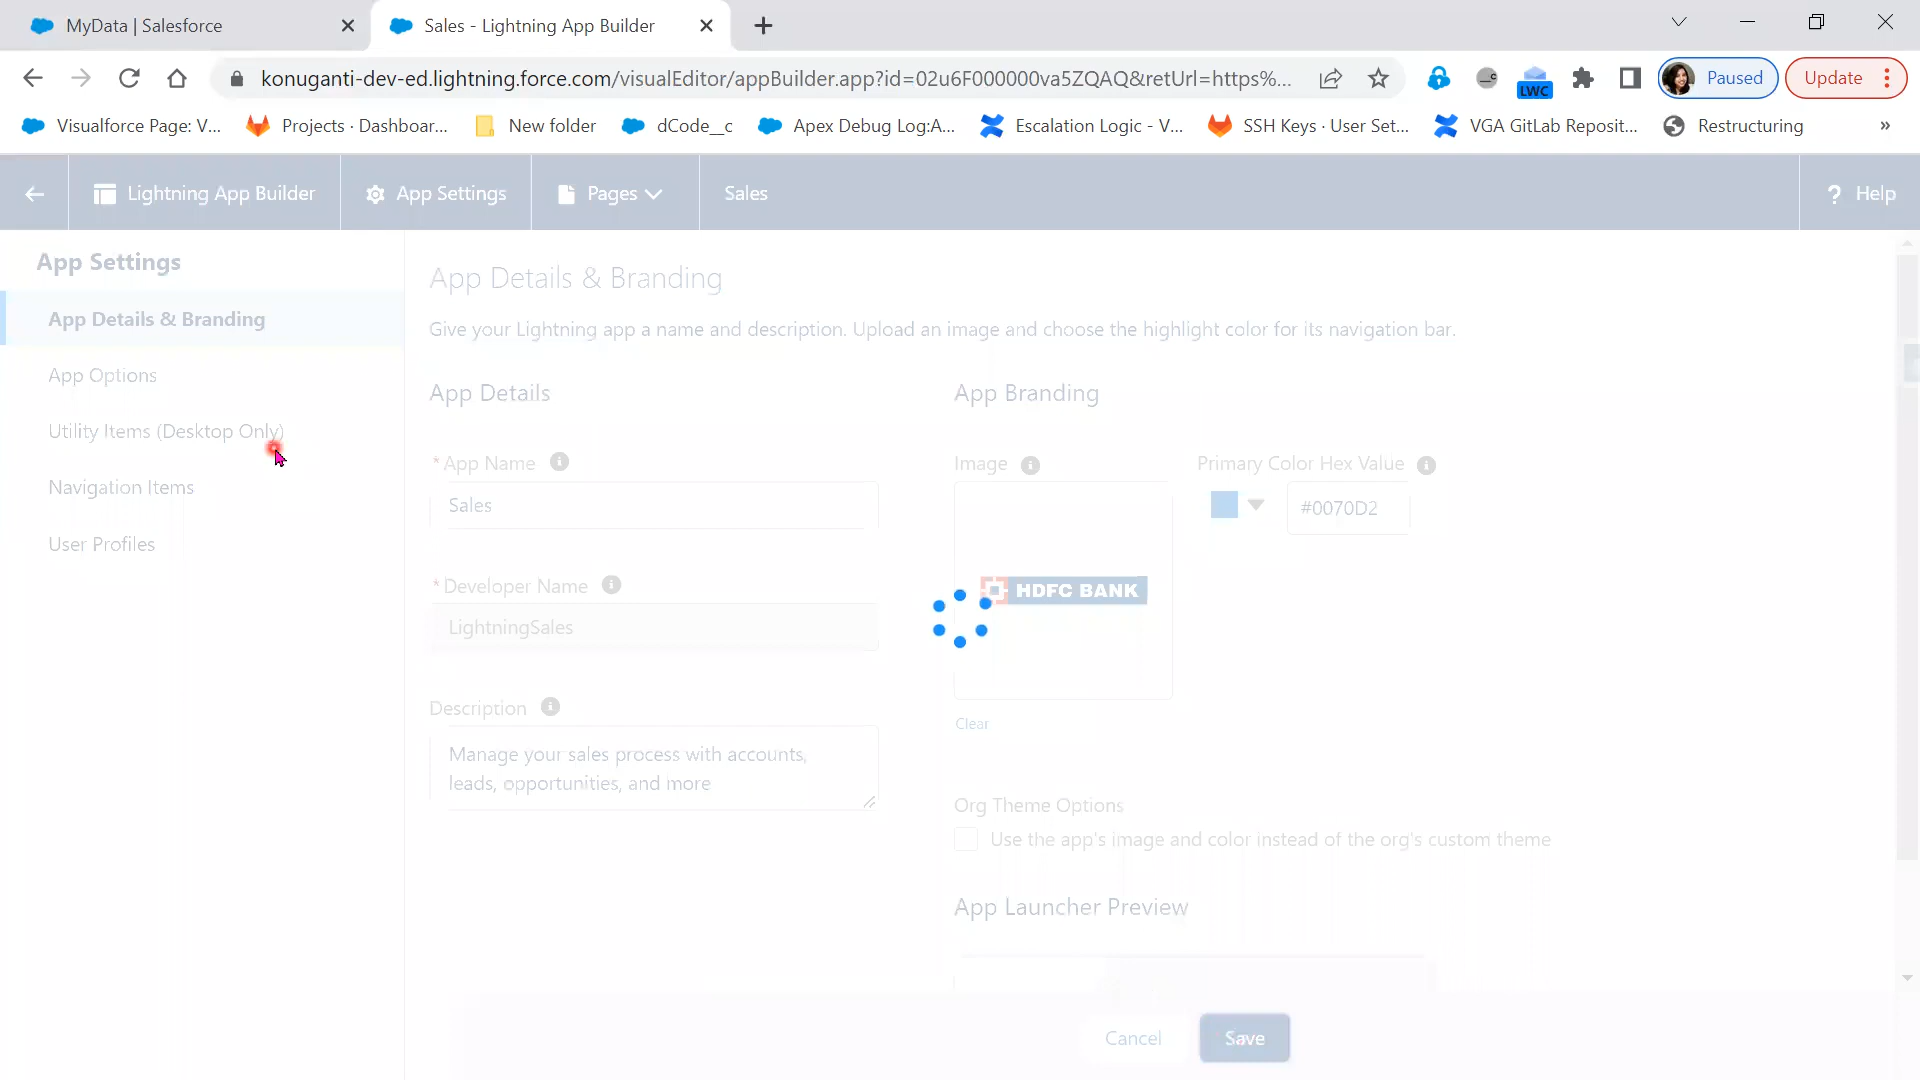 MyData | Salesforce
Sales - Lightning App Builder
konuganti-dev-ed.lightning.force.com/visualEditor/appBuilder.app?id=02u6F000000va5ZQAQ&retUrl=https%...
LWC
Paused
Update
Visualforce Page: V...
Projects · Dashboar...
New folder
dCode__c
Apex Debug Log:A...
Escalation Logic - V...
SSH Keys · User Set...
VGA GitLab Reposit...
Restructuring
»
Lightning App Builder
App Settings
Pages
Sales
? Help
App Settings
App Details & Branding
App Options
Utility Items (Desktop Only)
Navigation Items
User Profiles
App Details & Branding
Give your Lightning app a name and description. Upload an image and choose the highlight color for its navigation bar.
App Details
*App Name
Sales
*Developer Name
LightningSales
Description
Manage your sales process with accounts,
leads, opportunities, and more
App Branding
Image
HDFC BANK
Clear
Primary Color Hex Value
#0070D2
Org Theme Options
Use the app's image and color instead of the org's custom theme
App Launcher Preview
Cancel
Save